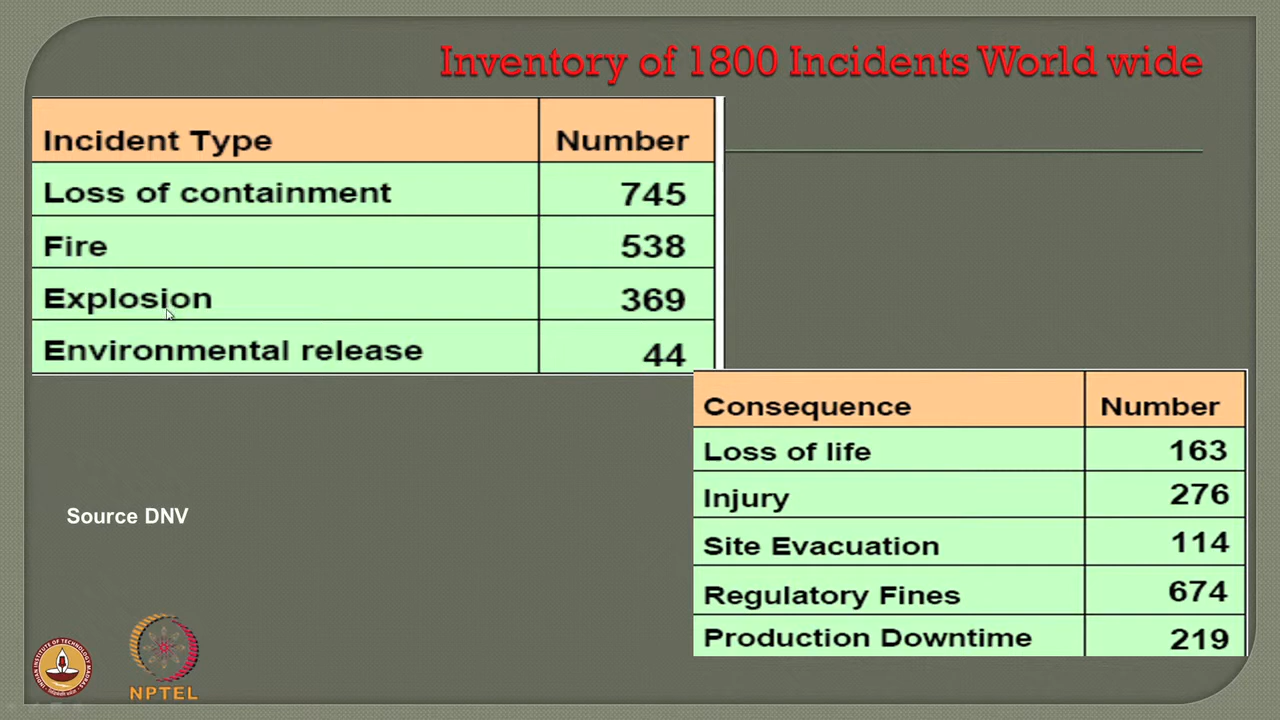 Inventory of 1800 Incidents World wide
Incident Type Number
Loss of containment 745
Fire 538
Explosion 369
Environmental release 44
Consequence Number
Loss of life 163
Injury 276
Site Evacuation 114
Regulatory Fines 674
Production Downtime 219
Source DNV
NPTEL